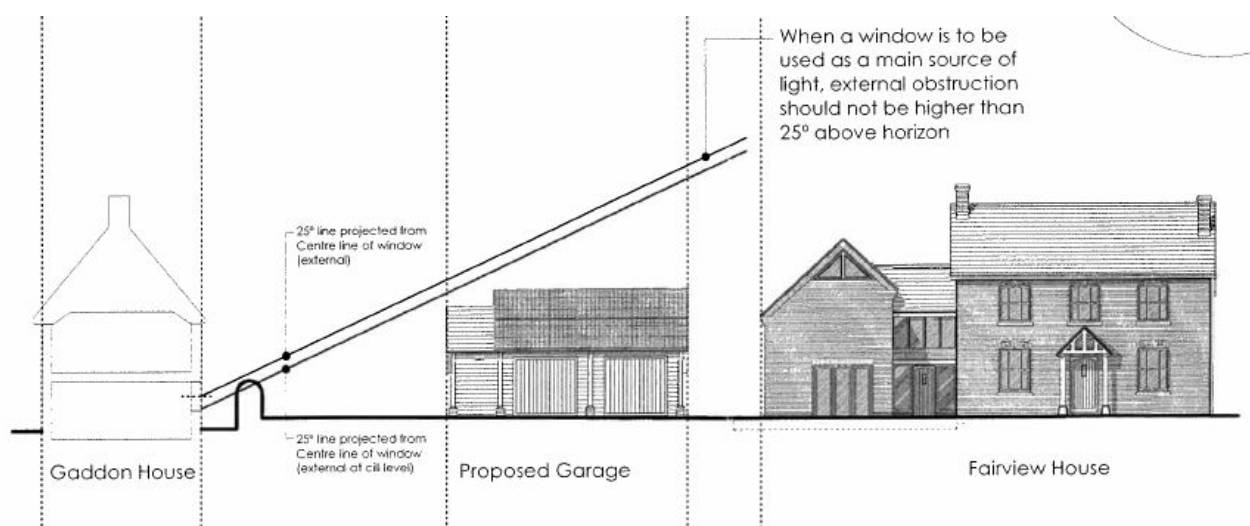 When a window is to be
used as a main source of
light, external obstruction
should not be higher than
25º above horizon
25º line projected from
Centre line of window
(external)
25º line projected from
Centre line of window
(external at cill level)
Gaddon House
Proposed Garage
Fairview House